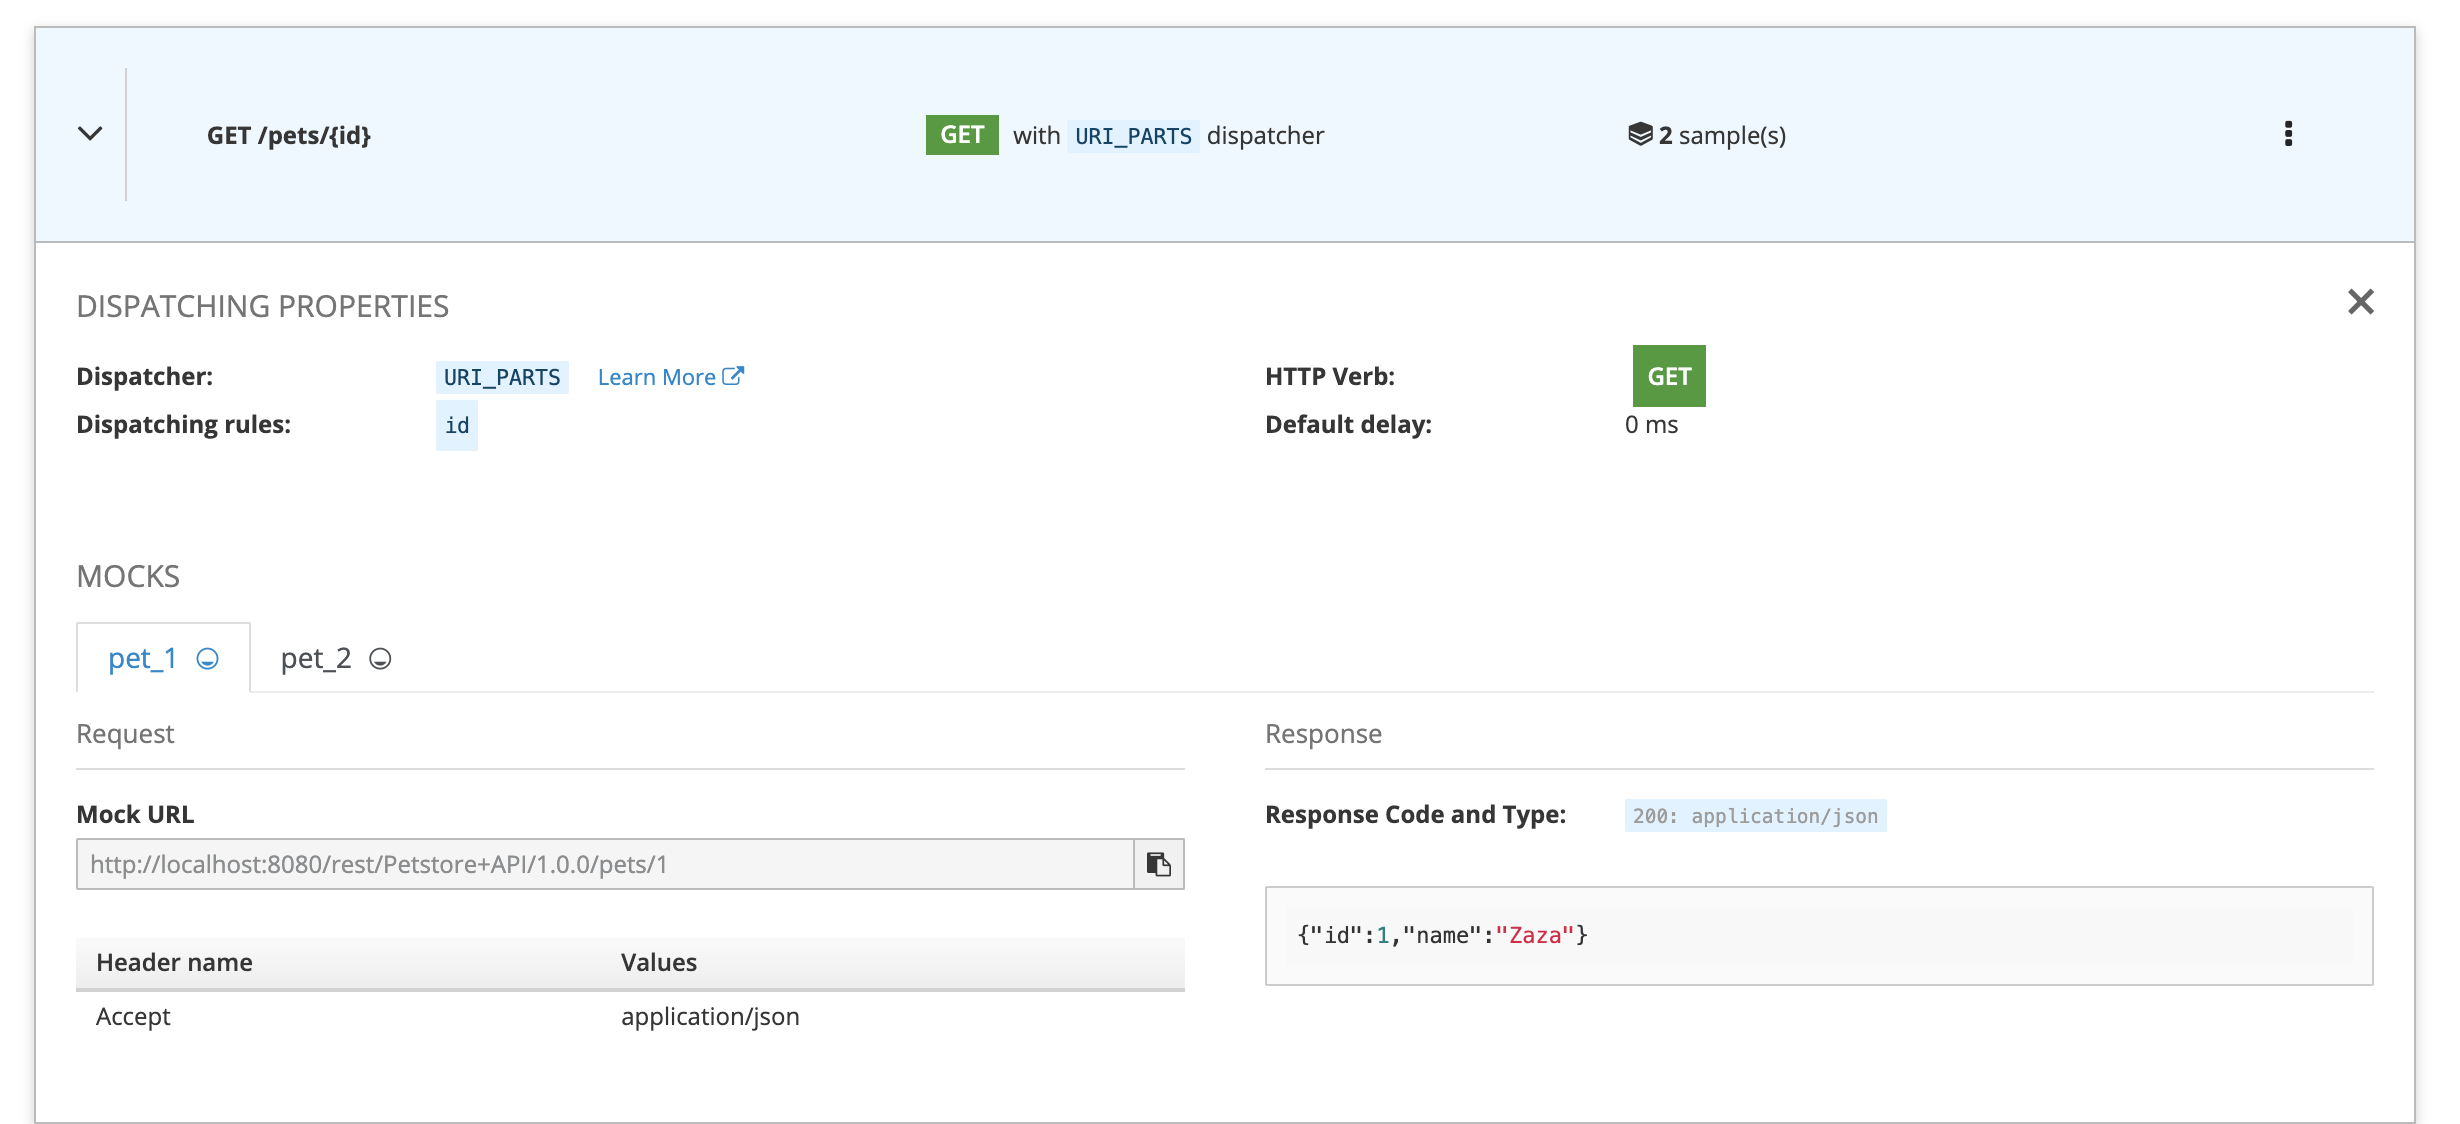 GET /pets/{id}
GET with URI_PARTS dispatcher
2 sample(s)
DISPATCHING PROPERTIES
Dispatcher: URI_PARTS Learn More
HTTP Verb: GET
Dispatching rules: id
Default delay: 0 ms
MOCKS
pet_1 pet_2
Request
Response
Mock URL
Response Code and Type: 200: application/json
http://localhost:8080/rest/Petstore+API/1.0.0/pets/1
{"id":1,"name":"Zaza"}
Header name Values
Accept application/json